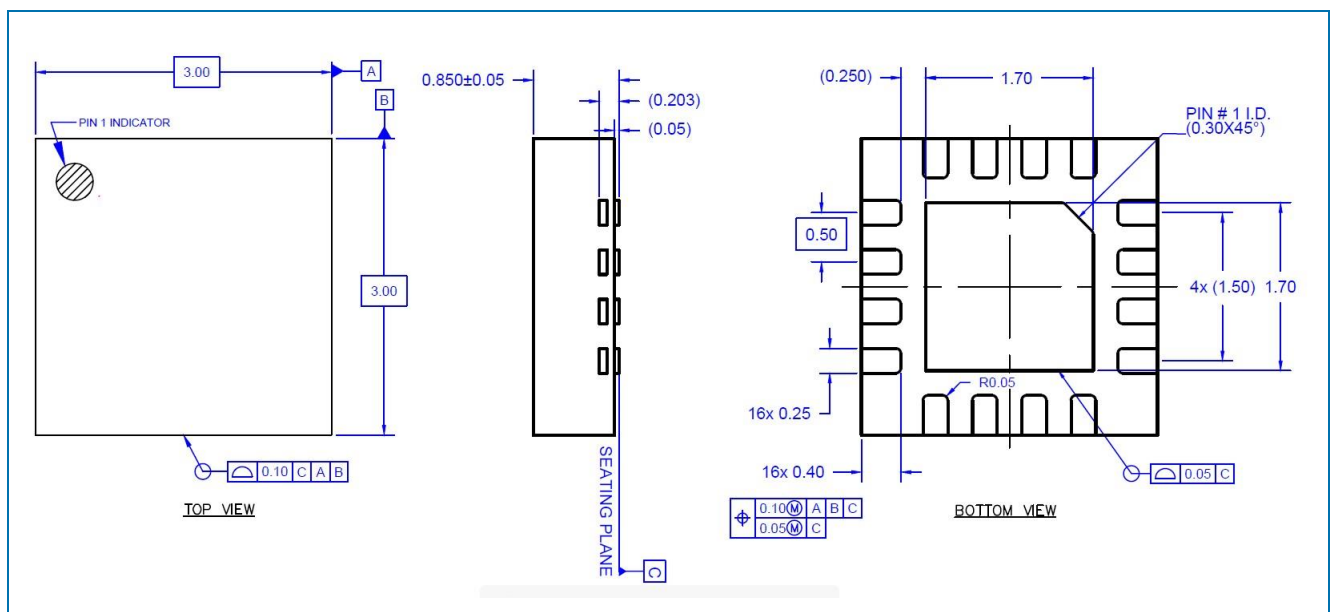 3.00
A
B
PIN 1 INDICATOR
3.00
⌓ 0.10 C A B
TOP VIEW
0.850±0.05
(0.203)
(0.05)
SEATING PLANE
C
(0.250)
1.70
PIN # 1 I.D.
(0.30X45°)
0.50
4x (1.50)
1.70
R0.05
16x 0.25
16x 0.40
⌖ 0.10Ⓜ A B C
0.05Ⓜ C
⌓ 0.05 C
BOTTOM VIEW